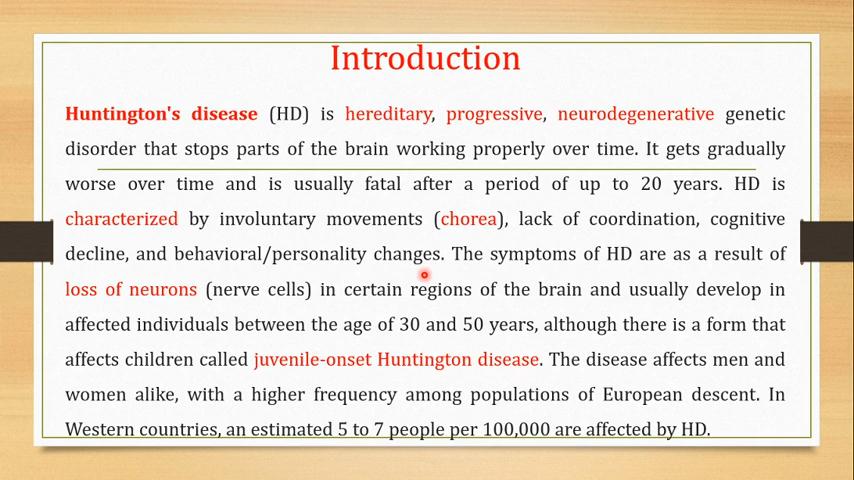 Introduction
Huntington's disease (HD) is hereditary, progressive, neurodegenerative genetic
disorder that stops parts of the brain working properly over time. It gets gradually
worse over time and is usually fatal after a period of up to 20 years. HD is
characterized by involuntary movements (chorea), lack of coordination, cognitive
decline, and behavioral/personality changes. The symptoms of HD are as a result of
loss of neurons (nerve cells) in certain regions of the brain and usually develop in
affected individuals between the age of 30 and 50 years, although there is a form that
affects children called juvenile-onset Huntington disease. The disease affects men and
women alike, with a higher frequency among populations of European descent. In
Western countries, an estimated 5 to 7 people per 100,000 are affected by HD.